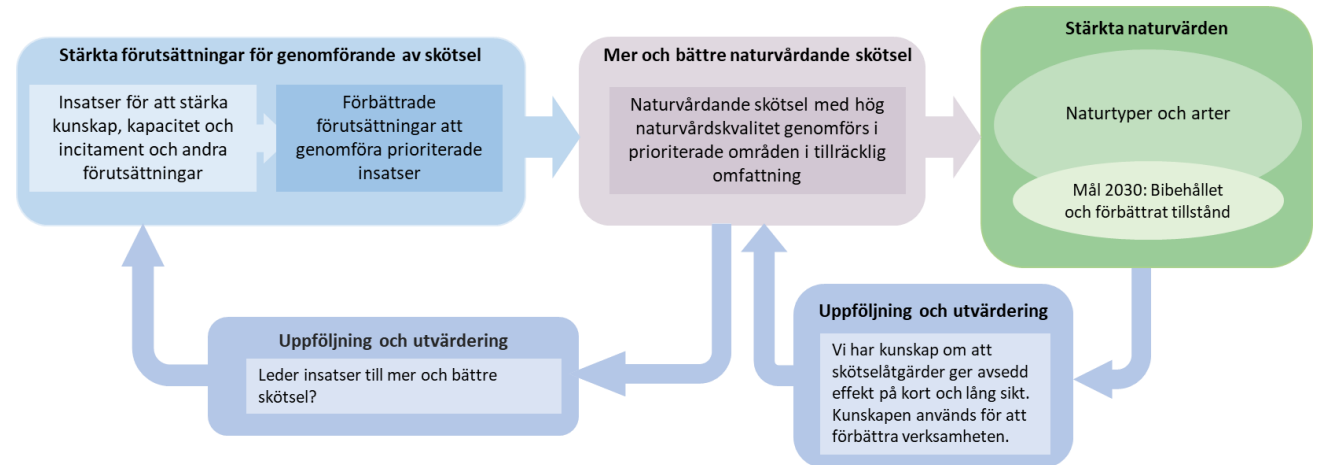 Stärkta förutsättningar för genomförande av skötsel
Insatser för att stärka
kunskap, kapacitet och
incitament och andra
förutsättningar
Förbättrade
förutsättningar att
genomföra prioriterade
insatser
Mer och bättre naturvårdande skötsel
Naturvårdande skötsel med hög
naturvårdskvalitet genomförs i
prioriterade områden i tillräcklig
omfattning
Stärkta naturvärden
Naturtyper och arter
Mål 2030: Bibehållet
och förbättrat tillstånd
Uppföljning och utvärdering
Leder insatser till mer och bättre
skötsel?
Uppföljning och utvärdering
Vi har kunskap om att
skötselåtgärder ger avsedd
effekt på kort och lång sikt.
Kunskapen används för att
förbättra verksamheten.